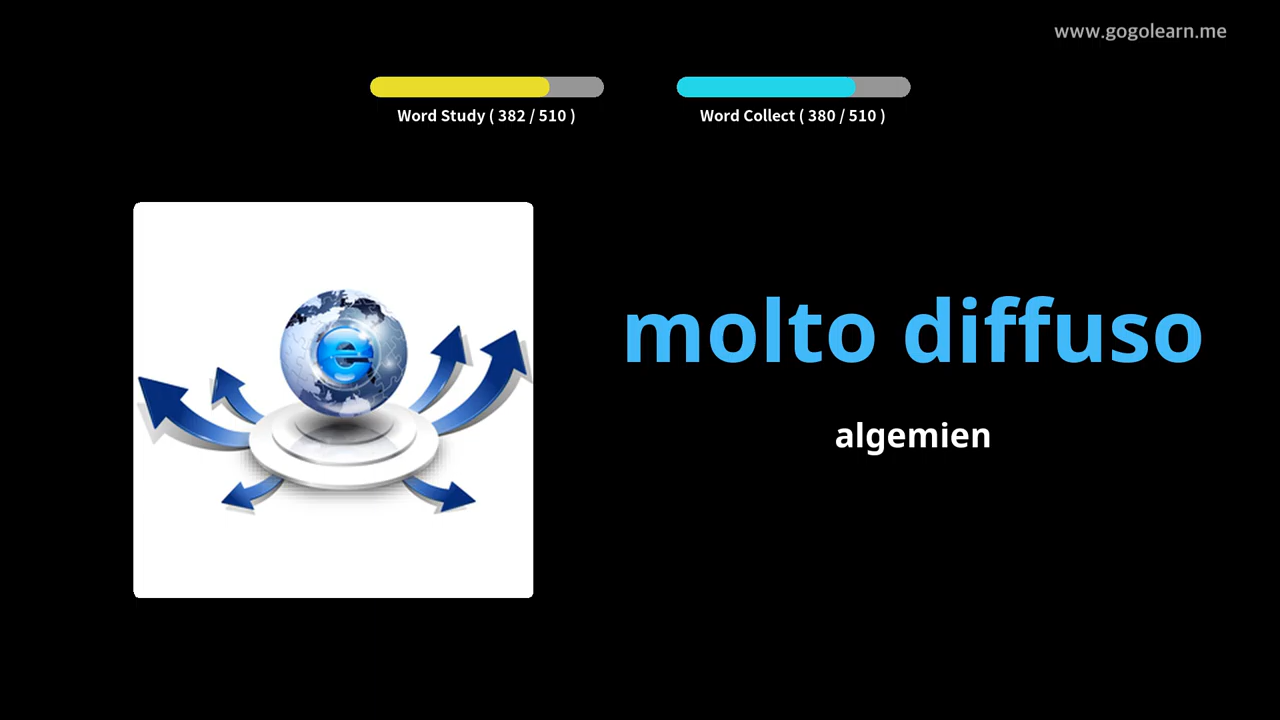 www.gogolearn.me
Word Study ( 382 / 510 )
Word Collect ( 380 / 510 )
e
molto diffuso
algemien